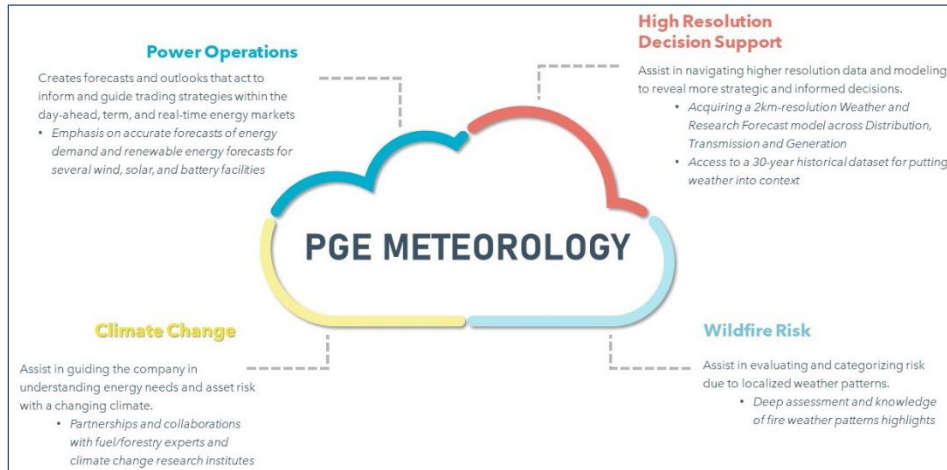 Power Operations
Creates forecasts and outlooks that act to
inform and guide trading strategies within the
day-ahead, term, and real-time energy markets
• Emphasis on accurate forecasts of energy
demand and renewable energy forecasts for
several wind, solar, and battery facilities
High Resolution
Decision Support
Assist in navigating higher resolution data and modeling
to reveal more strategic and informed decisions.
• Acquiring a 2km-resolution Weather and
Research Forecast model across Distribution,
Transmission and Generation
• Access to a 30-year historical dataset for putting
weather into context
PGE METEOROLOGY
Climate Change
Assist in guiding the company in
understanding energy needs and asset risk
with a changing climate.
• Partnerships and collaborations
with fuel/forestry experts and
climate change research institutes
Wildfire Risk
Assist in evaluating and categorizing risk
due to localized weather patterns.
• Deep assessment and knowledge
of fire weather patterns highlights